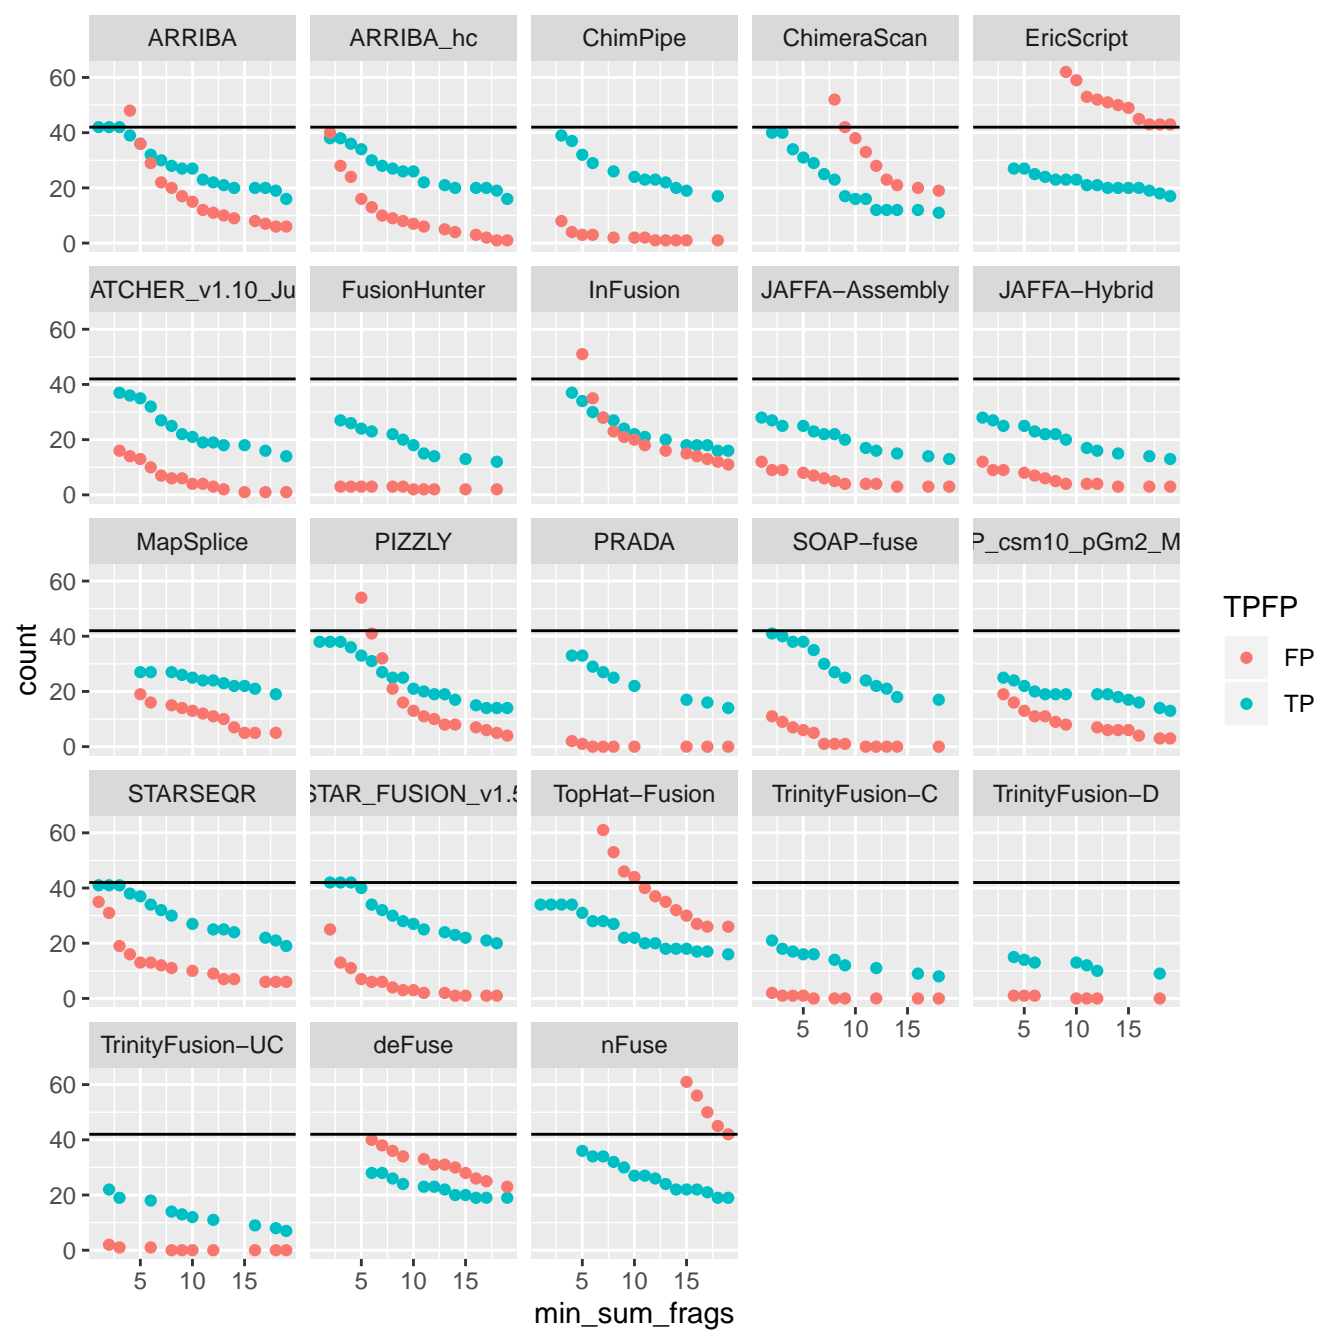 ARRIBA ARRIBA_hc ChimPipe ChimeraScan EricScript
60
40
20
0
ATCHER_v1.10_Ju FusionHunter InFusion JAFFA−Assembly JAFFA−Hybrid
60
40
20
0
MapSplice PIZZLY PRADA SOAP−fuse P_csm10_pGm2_M
60
40
20
0
count
TPFP
FP
TP
STARSEQR STAR_FUSION_v1.5 TopHat−Fusion TrinityFusion−C TrinityFusion−D
60
40
20
0
5 10 15 5 10 15
TrinityFusion−UC deFuse nFuse
60
40
20
0
5 10 15 5 10 15 5 10 15
min_sum_frags